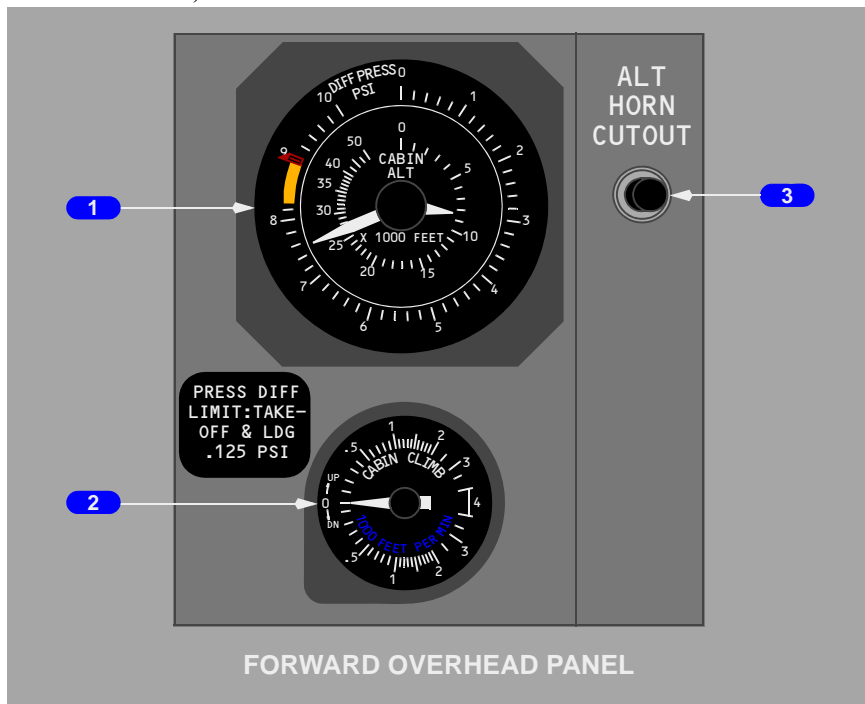 DIFF PRESS
PSI
0
1
2
3
4
5
6
7
8
9
10
CABIN
ALT
X 1000 FEET
0
5
10
15
20
25
30
35
40
50
ALT
HORN
CUTOUT
1
3
PRESS DIFF
LIMIT:TAKE-
OFF & LDG
.125 PSI
2
CABIN CLIMB
1000 FEET PER MIN
UP
0
DN
.5
1
2
3
4
3
2
1
.5
FORWARD OVERHEAD PANEL